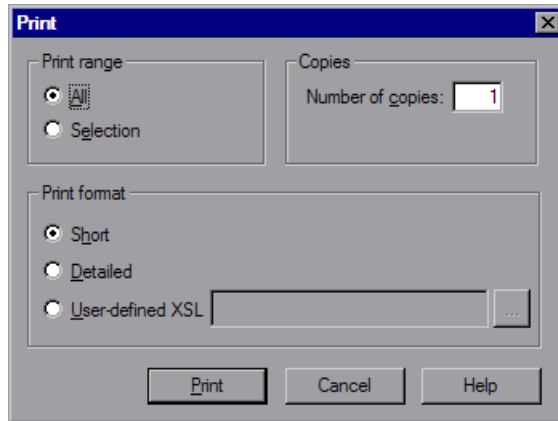 Print
Print range
All
Selection
Copies
Number of copies: 1
Print format
Short
Detailed
User-defined XSL ...
Print Cancel Help